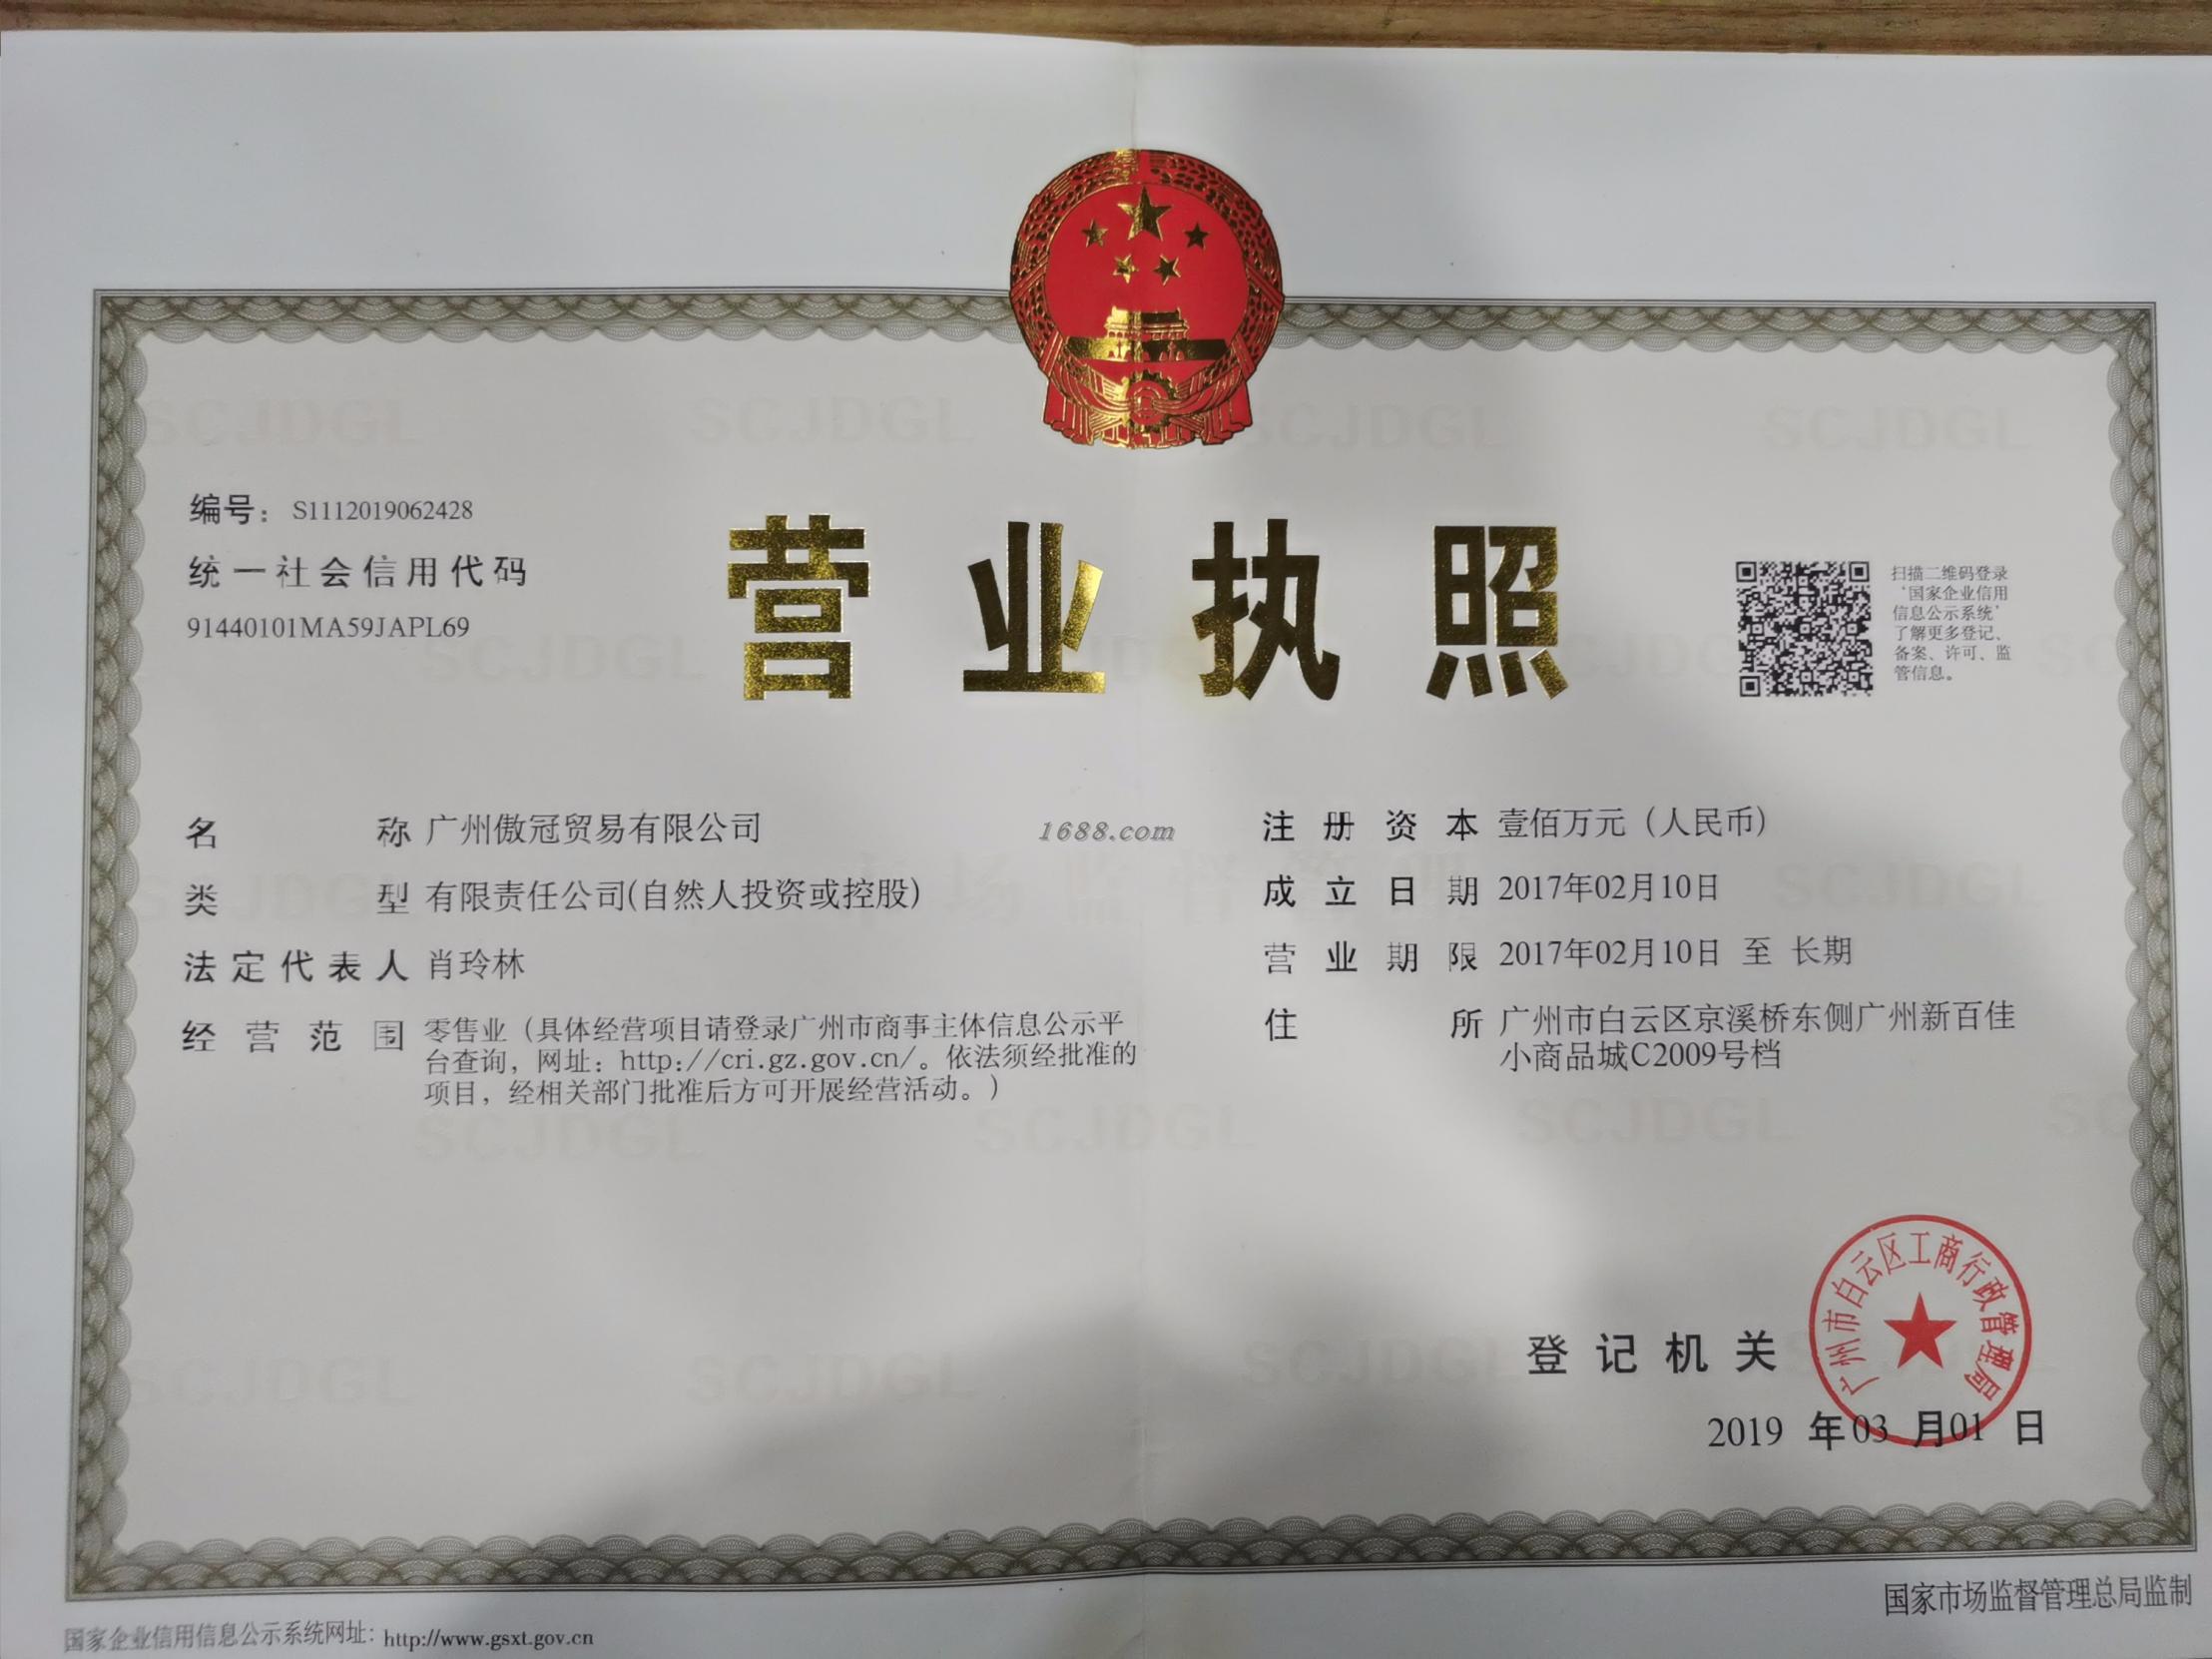 编号： S1112019062428
统一社会信用代码
91440101MA59JAPL69
营业执照
扫描二维码登录
‘国家企业信用
信息公示系统’
了解更多登记、
备案、许可、监
管信息。
名称 广州傲冠贸易有限公司
类型 有限责任公司(自然人投资或控股)
法定代表人 肖玲林
经营范围 零售业（具体经营项目请登录广州市商事主体信息公示平
台查询，网址：http://cri.gz.gov.cn/。依法须经批准的
项目，经相关部门批准后方可开展经营活动。）
1688.com
注册资本 壹佰万元（人民币）
成立日期 2017年02月10日
营业期限 2017年02月10日 至 长期
住所 广州市白云区京溪桥东侧广州新百佳
小商品城C2009号档
登记机关
广州市白云区工商行政管理局
2019 年03 月01 日
国家企业信用信息公示系统网址：http://www.gsxt.gov.cn
国家市场监督管理总局监制
SCJDGL